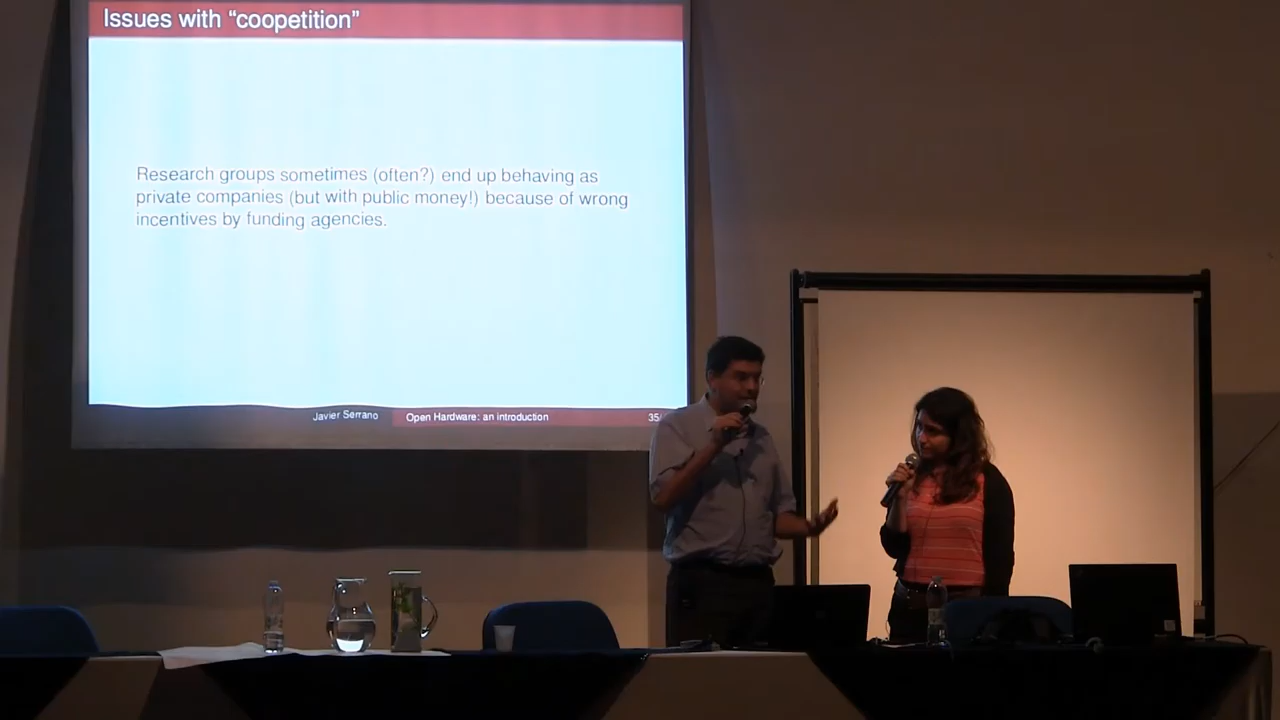 Issues with “coopetition”
Research groups sometimes (often?) end up behaving as
private companies (but with public money!) because of wrong
incentives by funding agencies.
Javier Serrano
Open Hardware: an introduction
35